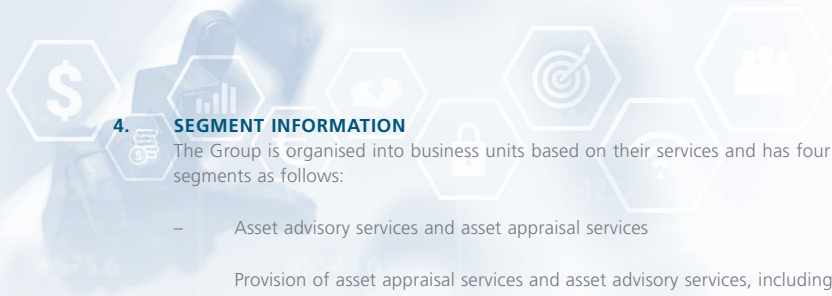 4. SEGMENT INFORMATION
The Group is organised into business units based on their services and has four
segments as follows:
– Asset advisory services and asset appraisal services
Provision of asset appraisal services and asset advisory services, including